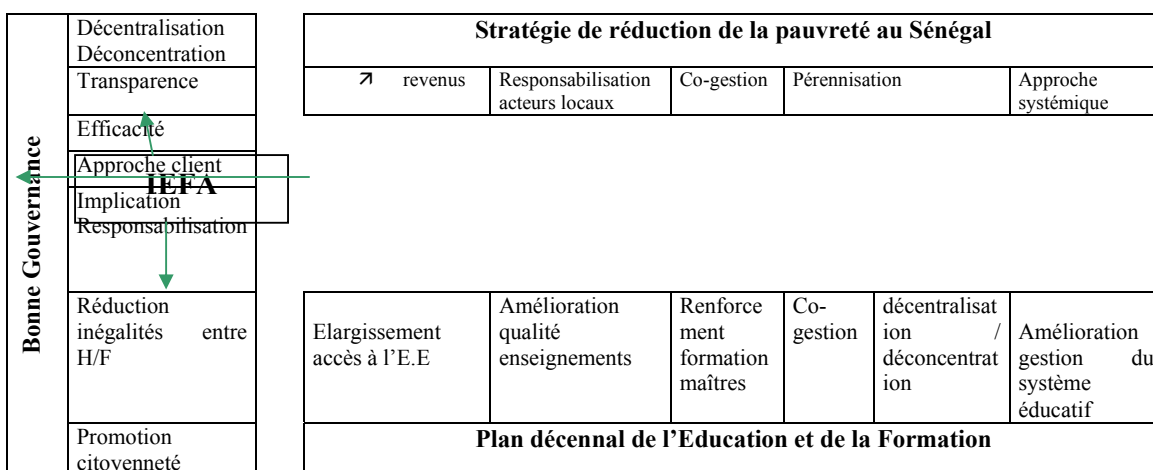 Bonne Gouvernance
Décentralisation
Déconcentration
Transparence
Efficacité
Approche client
IEFA
Implication
Responsabilisation
Réduction
inégalités entre
H/F
Promotion
citoyenneté
Stratégie de réduction de la pauvreté au Sénégal
↗ revenus
Responsabilisation
acteurs locaux
Co-gestion
Pérennisation
Approche
systémique
Elargissement
accès à l’E.E
Amélioration
qualité
enseignements
Renforce
ment
formation
maîtres
Co-
gestion
décentralisat
ion /
déconcentrat
ion
Amélioration
gestion du
système
éducatif
Plan décennal de l’Education et de la Formation